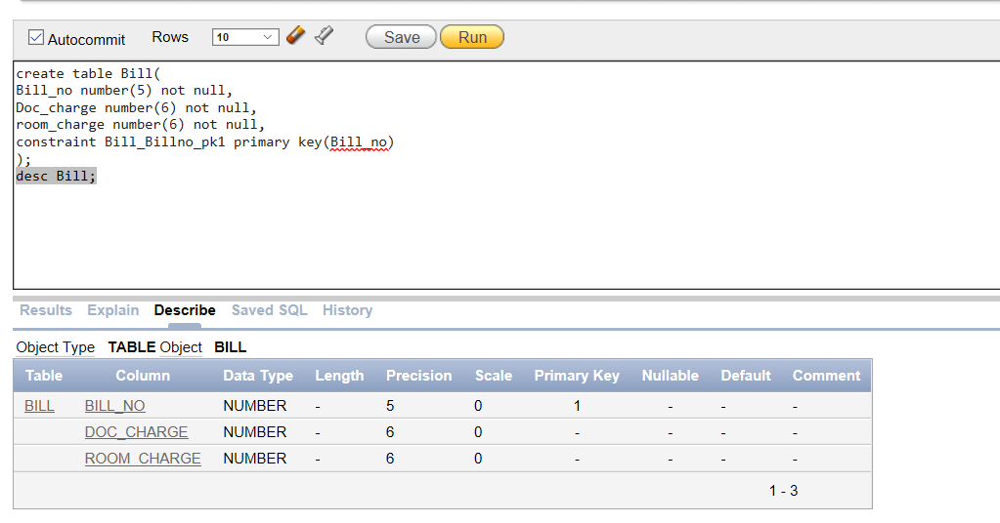 Autocommit Rows 10 Save Run
create table Bill(
Bill_no number(5) not null,
Doc_charge number(6) not null,
room_charge number(6) not null,
constraint Bill_Billno_pk1 primary key(Bill_no)
);
desc Bill;
Results Explain Describe Saved SQL History
Object Type TABLE Object BILL
Table Column Data Type Length Precision Scale Primary Key Nullable Default Comment
BILL BILL_NO NUMBER - 5 0 1 - - -
DOC_CHARGE NUMBER - 6 0 - - - -
ROOM_CHARGE NUMBER - 6 0 - - - -
1 - 3